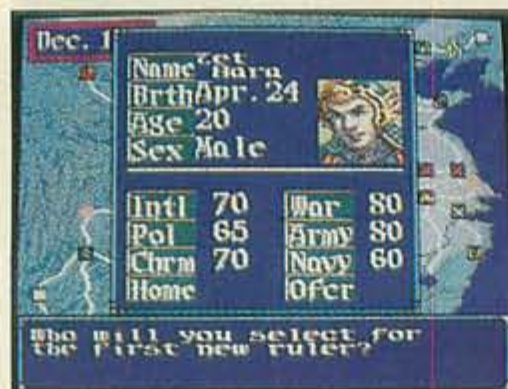 Dec. 1
Name Zet
Hara
Brth Apr. 24
Age 20
Sex Male
Intl 70 War 80
Pol 65 Army 80
Chrm 70 Navy 60
Home Ofcr
Who will you select for
the first new ruler?